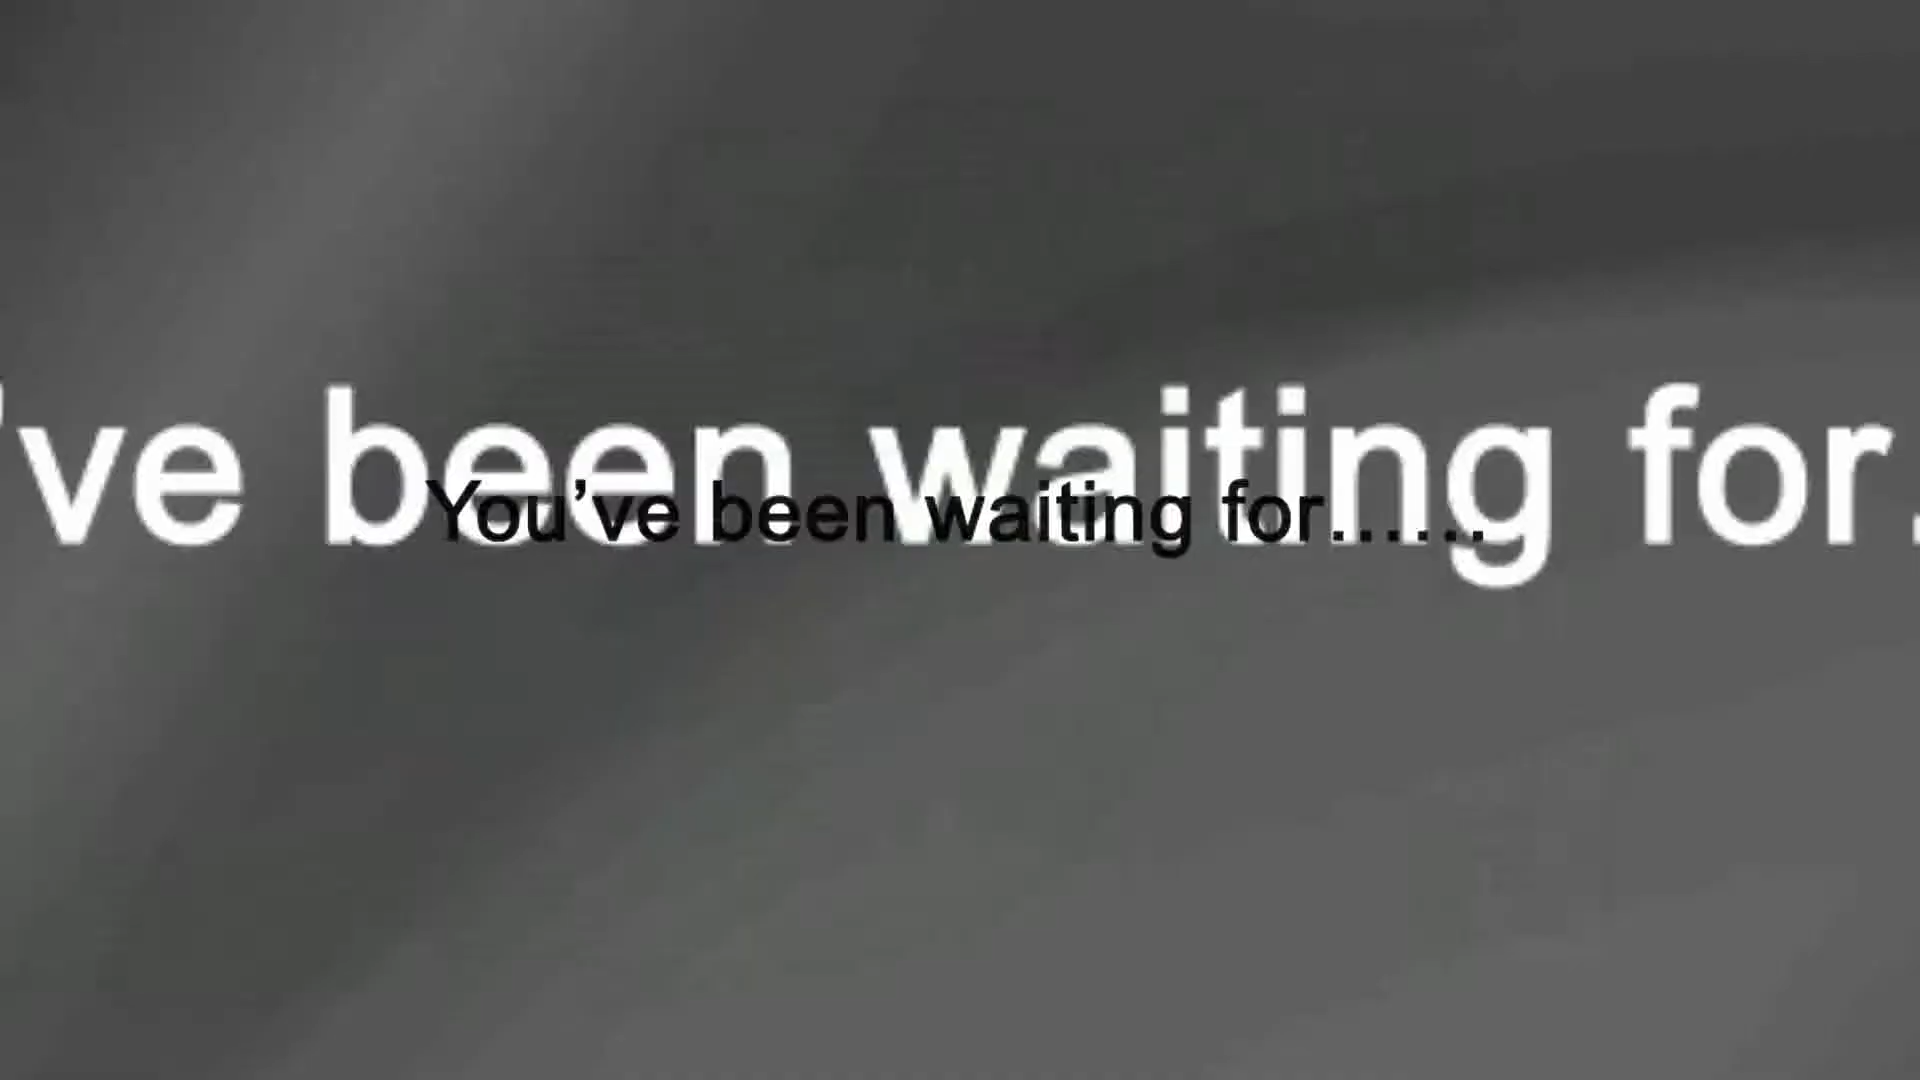 've been waiting for.
You’ve been waiting for......